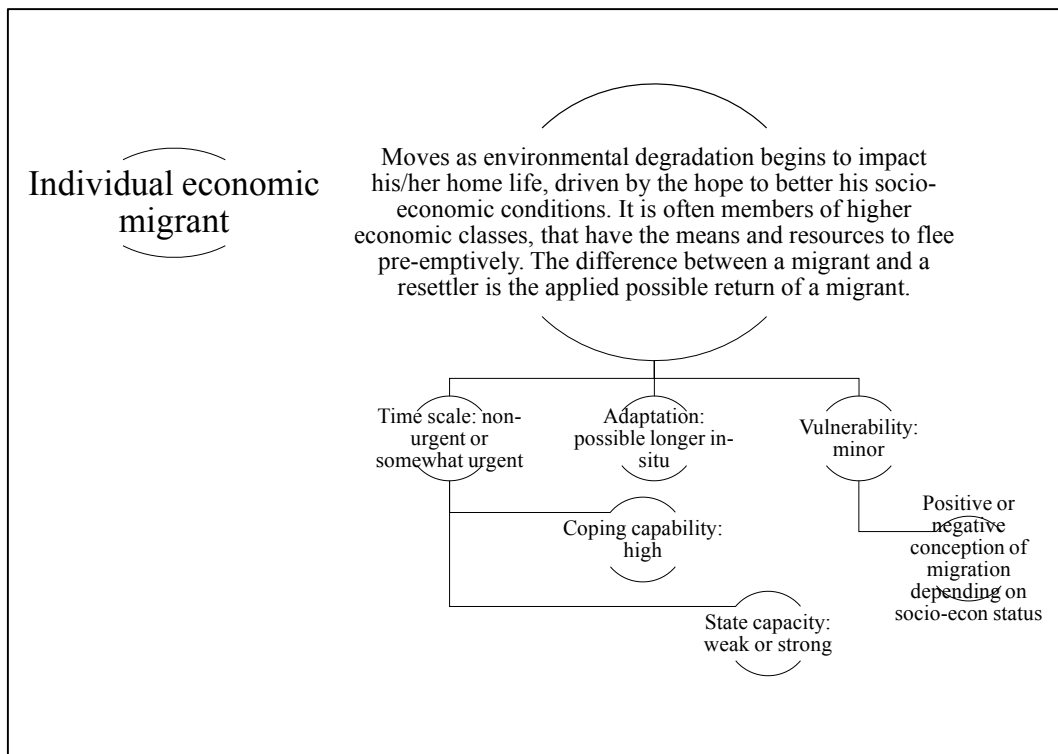 Individual economic
migrant
Moves as environmental degradation begins to impact
his/her home life, driven by the hope to better his socio-
economic conditions. It is often members of higher
economic classes, that have the means and resources to flee
pre-emptively. The difference between a migrant and a
resettler is the applied possible return of a migrant.
Time scale: non-
urgent or
somewhat urgent
Adaptation:
possible longer in-
situ
Vulnerability:
minor
Coping capability:
high
Positive or
negative
conception of
migration
depending on
socio-econ status
State capacity:
weak or strong